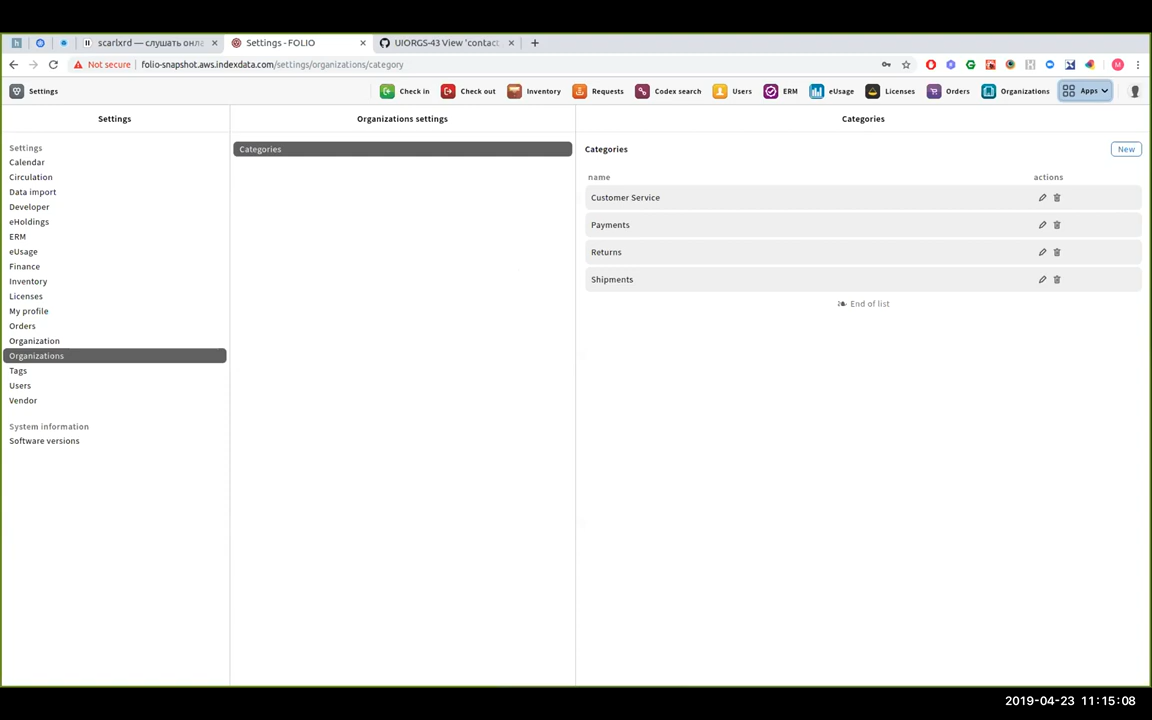 scarlxrd — слушать онла
Settings - FOLIO
UIORGS-43 View 'contact
Not secure
folio-snapshot.aws.indexdata.com/settings/organizations/category
M
Settings
Check in
Check out
Inventory
Requests
Codex search
Users
ERM
eUsage
Licenses
Orders
Organizations
Apps
Settings
Settings
Calendar
Circulation
Data import
Developer
eHoldings
ERM
eUsage
Finance
Inventory
Licenses
My profile
Orders
Organization
Organizations
Tags
Users
Vendor
System information
Software versions
Organizations settings
Categories
Categories
Categories
New
name actions
Customer Service
Payments
Returns
Shipments
End of list
2019-04-23 11:15:08